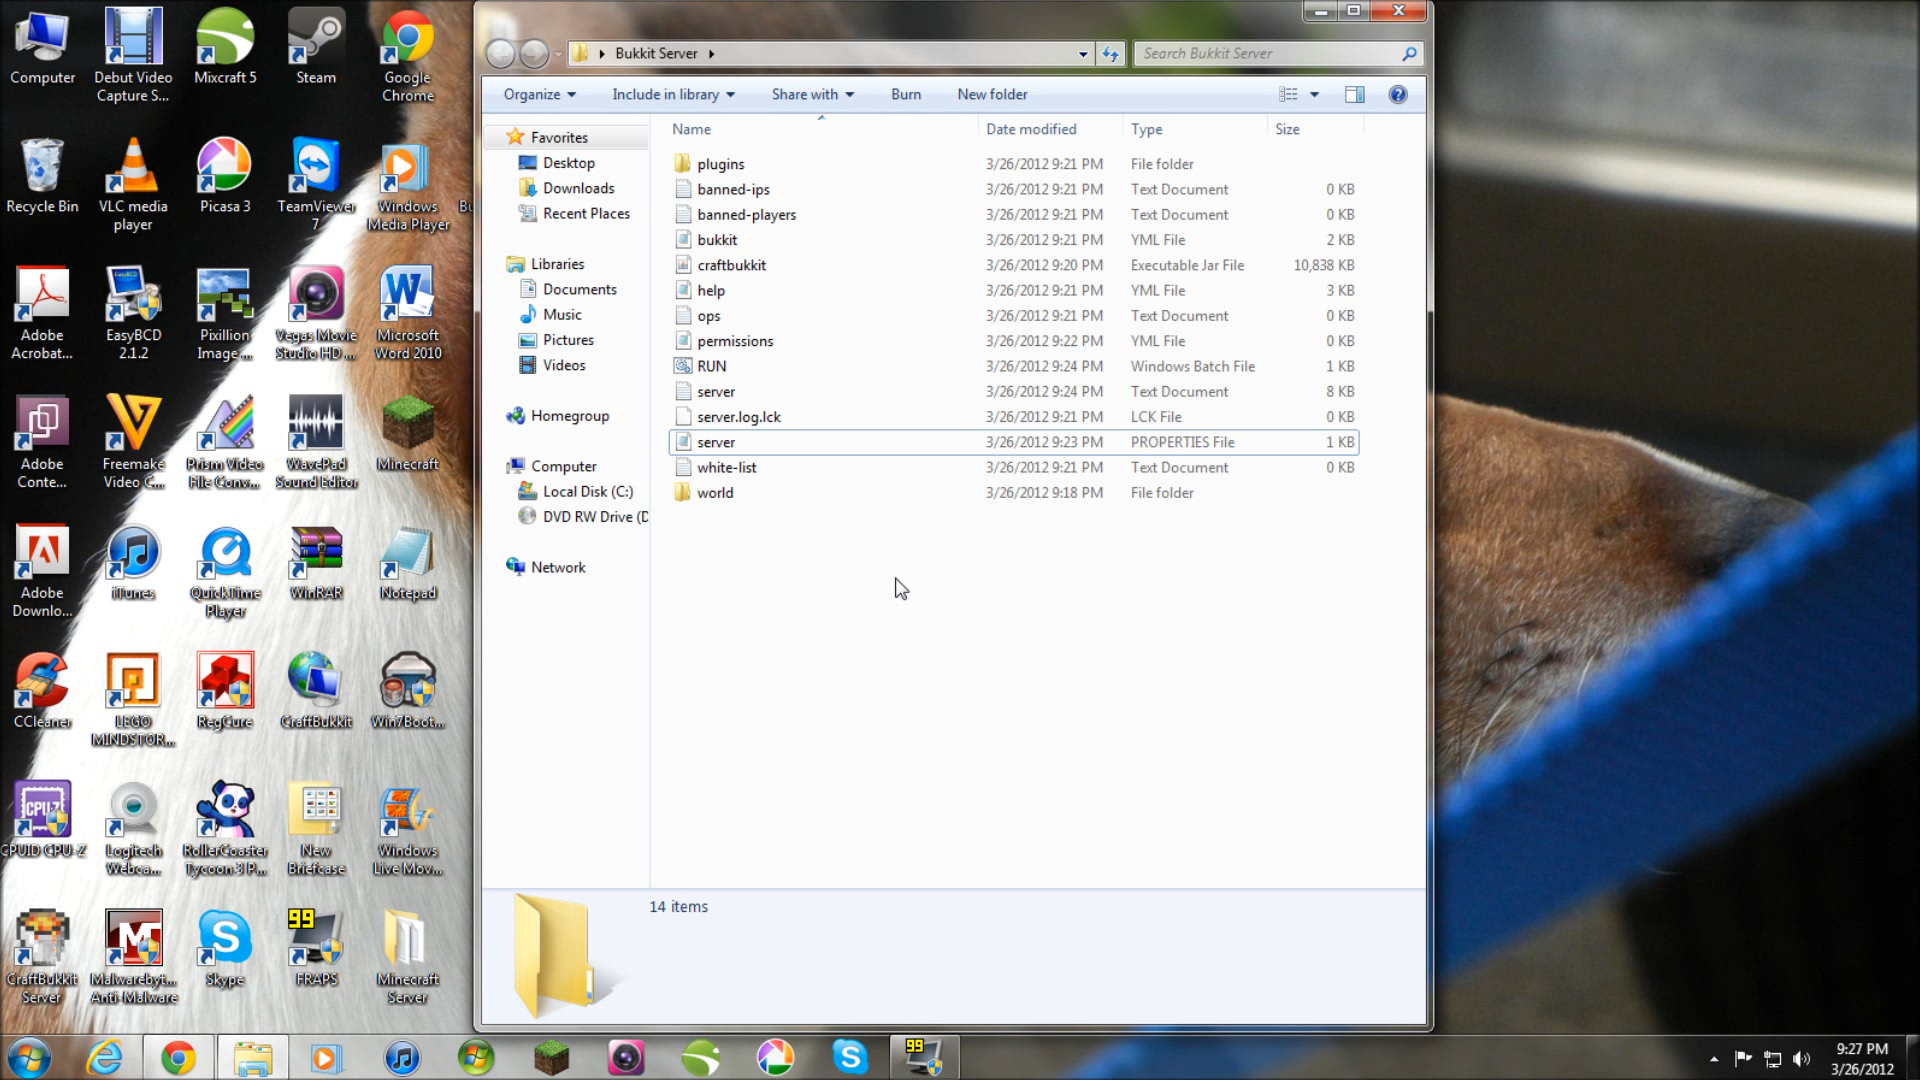 Computer
Debut Video
Capture S...
Mixcraft 5
Steam
Google
Chrome
Recycle Bin
VLC media
player
Picasa 3
TeamViewer
7
Windows
Media Player
Bu
Adobe
Acrobat...
EasyBCD
2.1.2
Pixillion
Image ...
Vegas Movie
Studio HD ...
Microsoft
Word 2010
Adobe
Conte...
Freemake
Video C...
Prism Video
File Conv...
WavePad
Sound Editor
Minecraft
Adobe
Downlo...
iTunes
QuickTime
Player
WinRAR
Notepad
CCleaner
LEGO
MINDSTOR...
RegCure
CraftBukkit
Win7Boot...
CPUID CPU-Z
Logitech
Webca...
RollerCoaster
Tycoon 3 P...
New
Briefcase
Windows
Live Mov...
CraftBukkit
Server
Malwarebyt...
Anti-Malware
Skype
99
FRAPS
Minecraft
Server
Bukkit Server
Search Bukkit Server
Organize
Include in library
Share with
Burn
New folder
Favorites
Desktop
Downloads
Recent Places
Libraries
Documents
Music
Pictures
Videos
Homegroup
Computer
Local Disk (C:)
DVD RW Drive (D
Network
Name Date modified Type Size
plugins 3/26/2012 9:21 PM File folder
banned-ips 3/26/2012 9:21 PM Text Document 0 KB
banned-players 3/26/2012 9:21 PM Text Document 0 KB
bukkit 3/26/2012 9:21 PM YML File 2 KB
craftbukkit 3/26/2012 9:20 PM Executable Jar File 10,838 KB
help 3/26/2012 9:21 PM YML File 3 KB
ops 3/26/2012 9:21 PM Text Document 0 KB
permissions 3/26/2012 9:22 PM YML File 0 KB
RUN 3/26/2012 9:24 PM Windows Batch File 1 KB
server 3/26/2012 9:24 PM Text Document 8 KB
server.log.lck 3/26/2012 9:21 PM LCK File 0 KB
server 3/26/2012 9:23 PM PROPERTIES File 1 KB
white-list 3/26/2012 9:21 PM Text Document 0 KB
world 3/26/2012 9:18 PM File folder
14 items
99
9:27 PM
3/26/2012